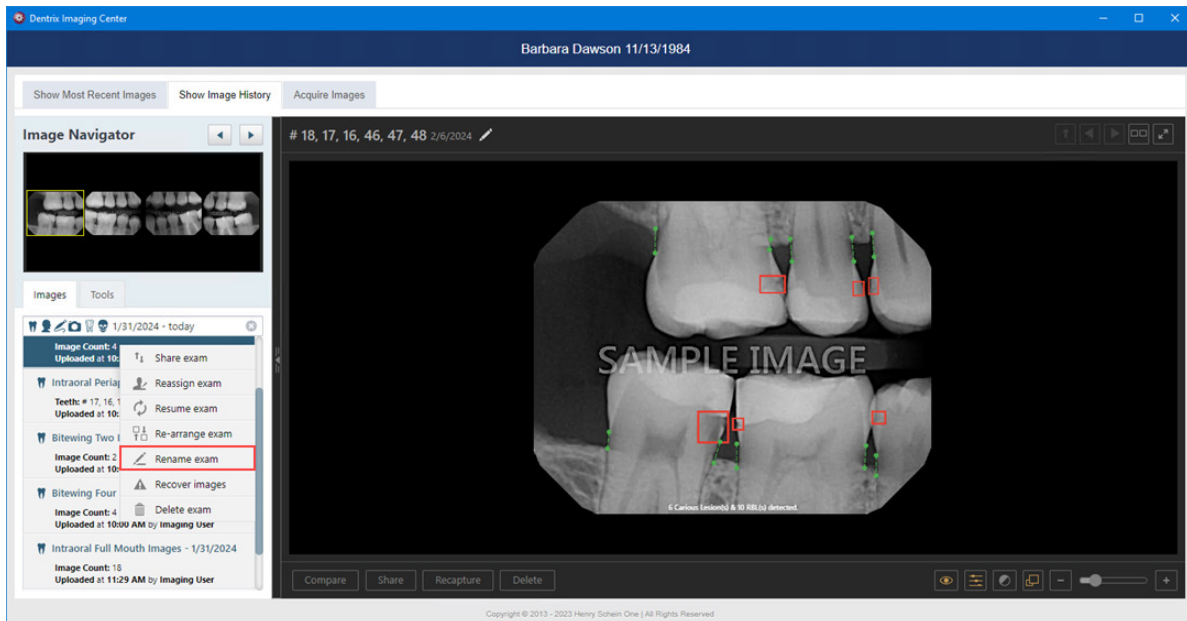 Dentrix Imaging Center
Barbara Dawson 11/13/1984
Show Most Recent Images
Show Image History
Acquire Images
Image Navigator
# 18, 17, 16, 46, 47, 48 2/6/2024
Images
Tools
1/31/2024 - today
Image Count: 4
Uploaded at 10:
Intraoral Periap
Teeth: # 17, 16, 1
Uploaded at 10:
Bitewing Two I
Image Count: 2
Uploaded at 10:
Bitewing Four
Image Count: 4
Uploaded at 10:00 AM by Imaging User
Intraoral Full Mouth Images - 1/31/2024
Image Count: 18
Uploaded at 11:29 AM by Imaging User
Share exam
Reassign exam
Resume exam
Re-arrange exam
Rename exam
Recover images
Delete exam
SAMPLE IMAGE
6 Carious Lesion(s) & 10 RBL(s) detected.
Compare
Share
Recapture
Delete
Copyright © 2013 - 2023 Henry Schein One | All Rights Reserved